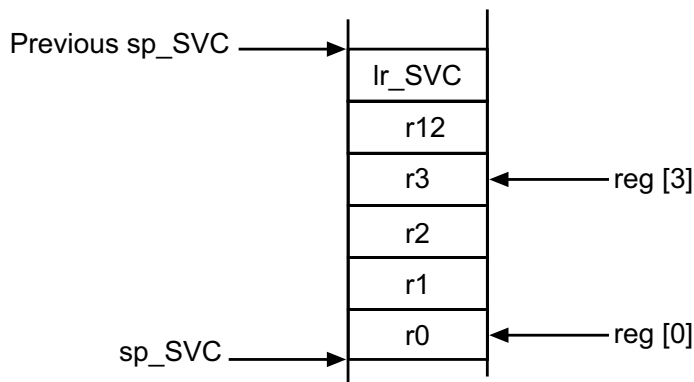 Previous sp_SVC
lr_SVC
r12
r3
reg [3]
r2
r1
r0
reg [0]
sp_SVC